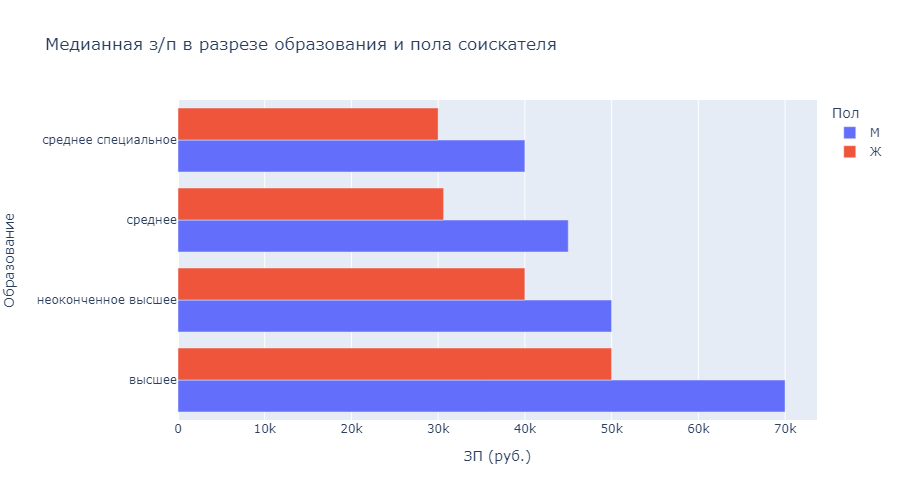 Медианная з/п в разрезе образования и пола соискателя
Пол
М
Ж
Образование
среднее специальное
среднее
неоконченное высшее
высшее
0 10k 20k 30k 40k 50k 60k 70k
ЗП (руб.)